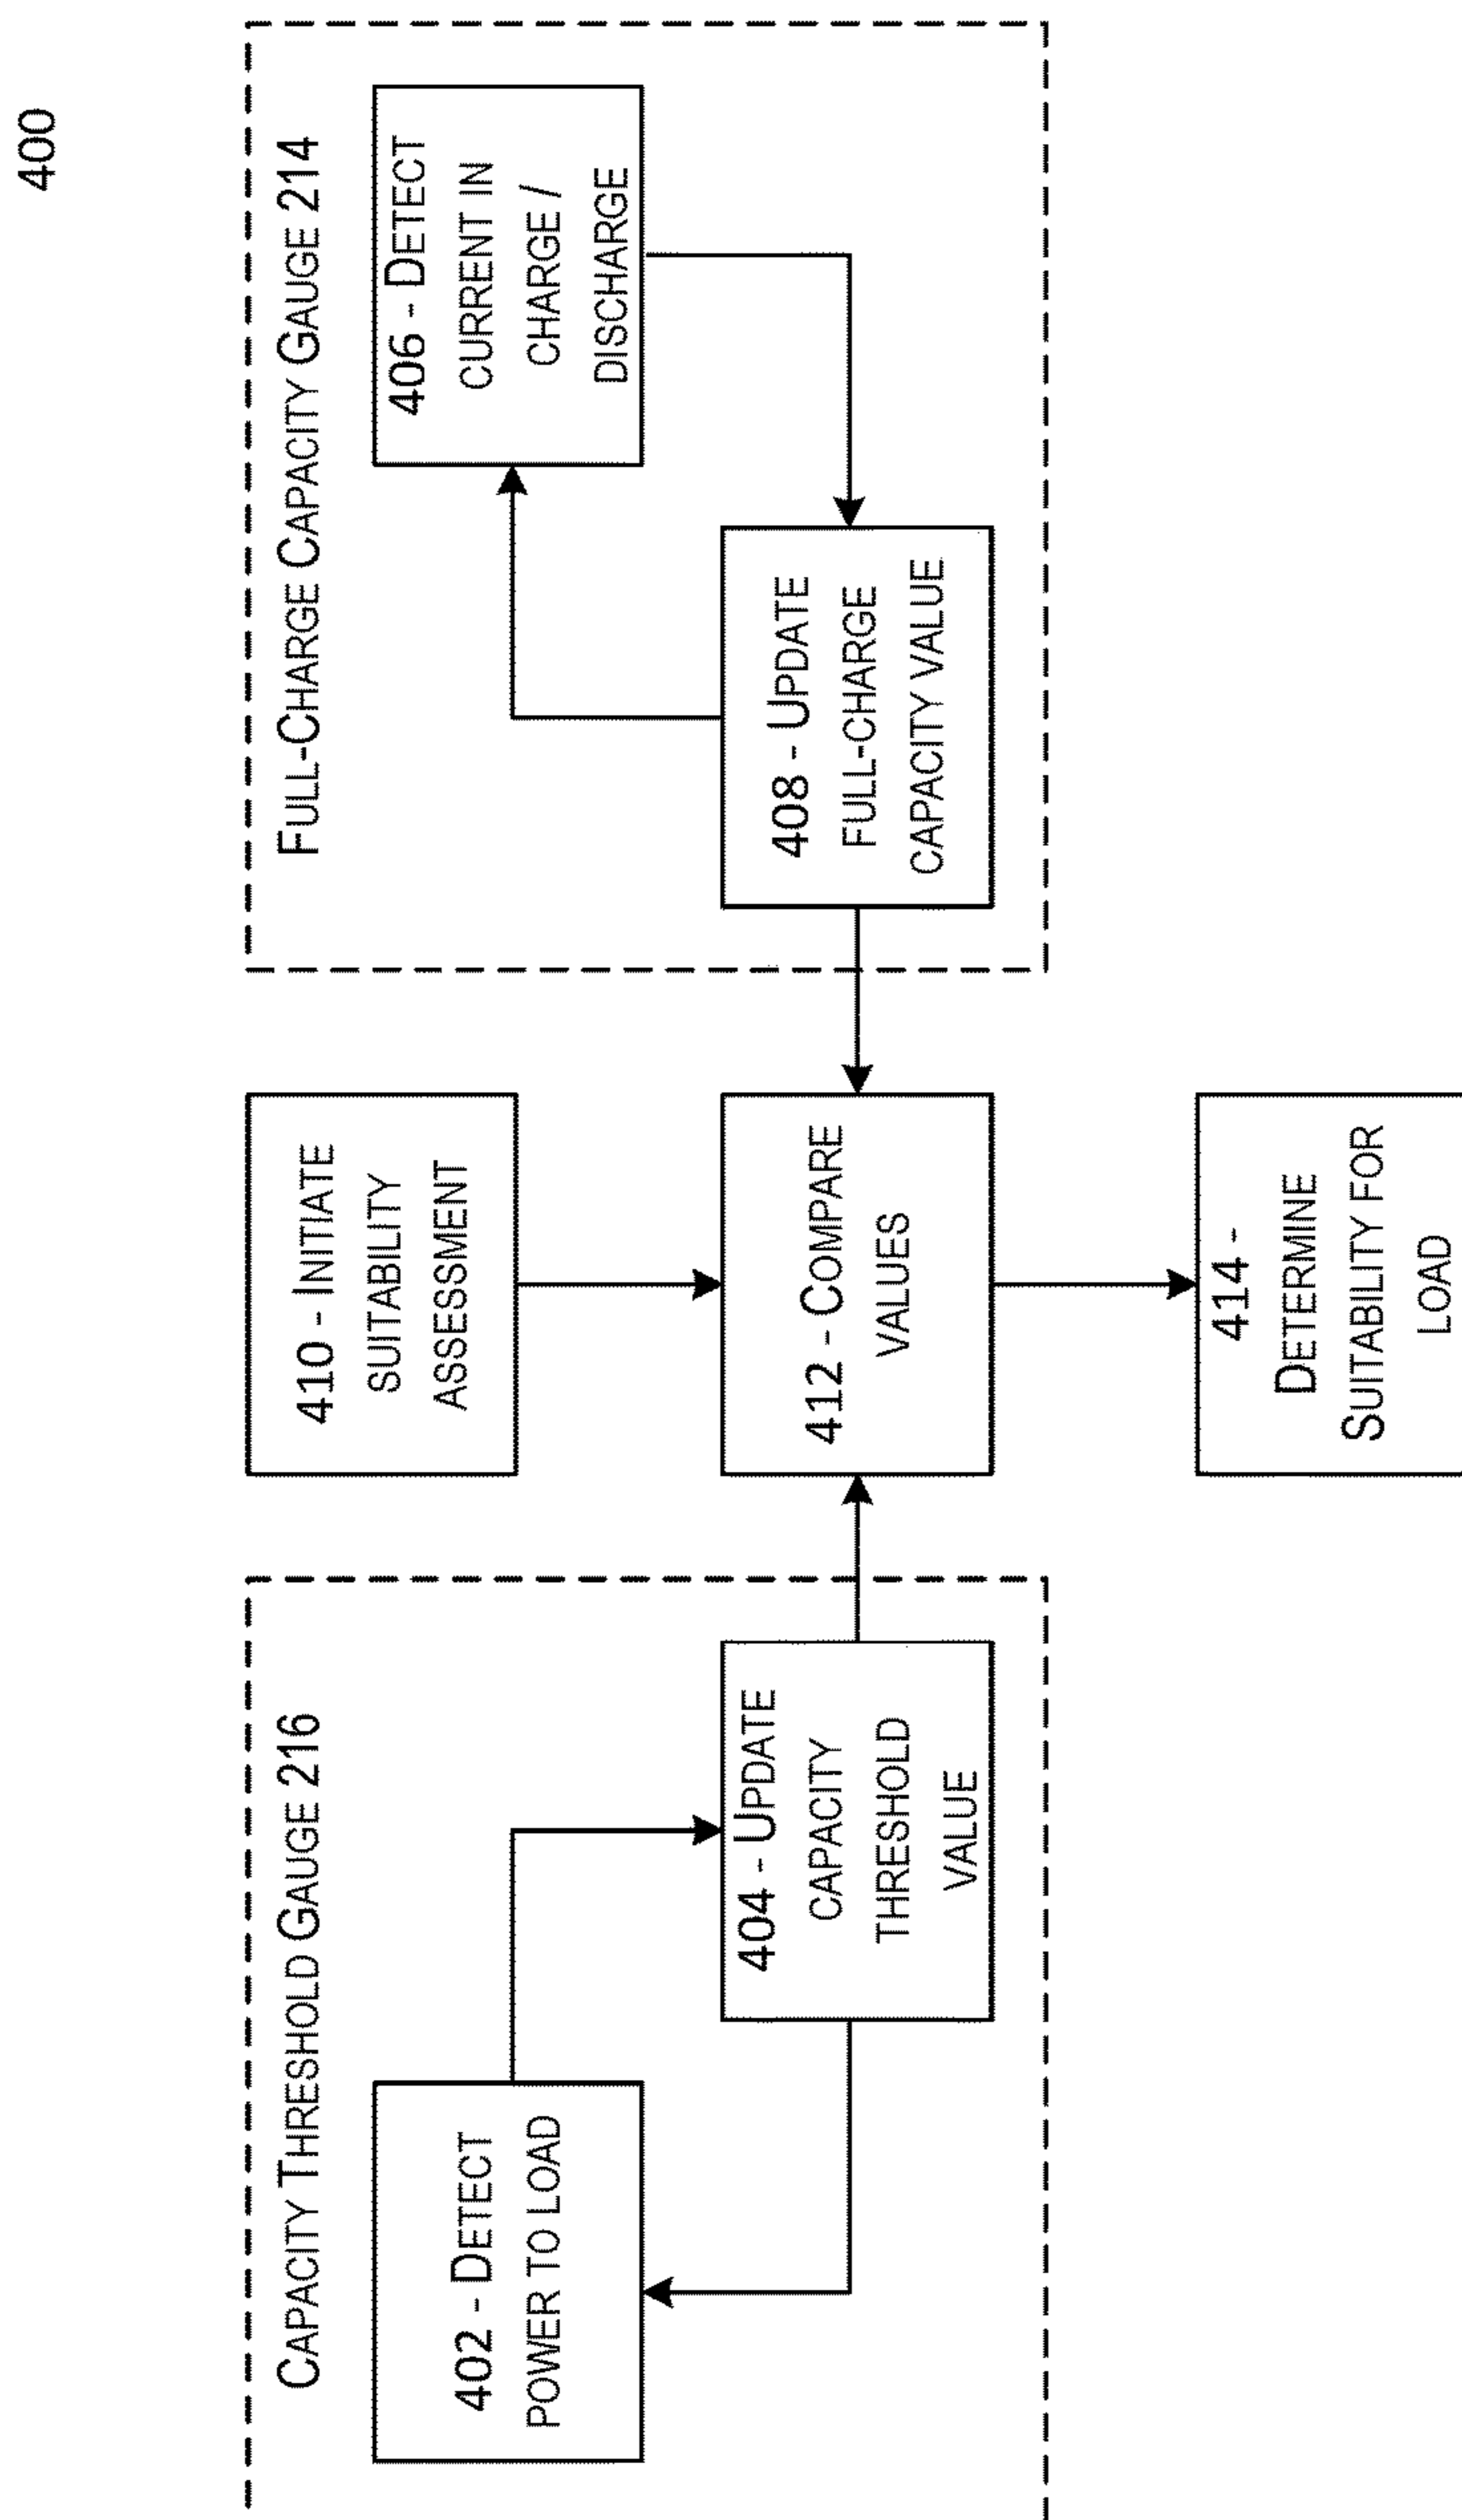 400
CAPACITY THRESHOLD GAUGE 216
402 - DETECT
POWER TO LOAD
404 - UPDATE
CAPACITY
THRESHOLD
VALUE
410 - INITIATE
SUITABILITY
ASSESSMENT
412 - COMPARE
VALUES
414 -
DETERMINE
SUITABILITY FOR
LOAD
FULL-CHARGE CAPACITY GAUGE 214
406 - DETECT
CURRENT IN
CHARGE /
DISCHARGE
408 - UPDATE
FULL-CHARGE
CAPACITY VALUE